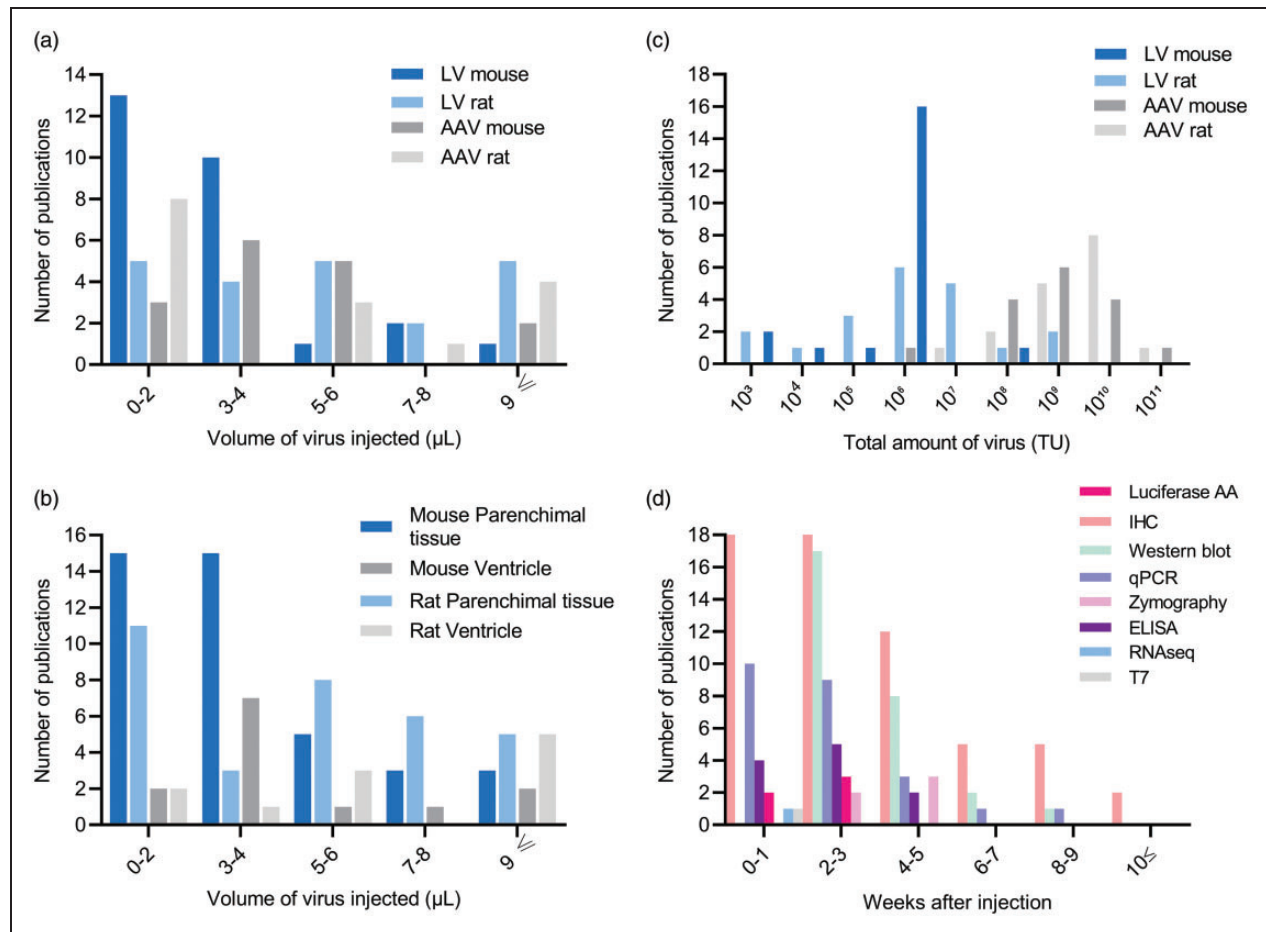 (a)
LV mouse
LV rat
AAV mouse
AAV rat
Number of publications
14
12
10
8
6
4
2
0
0-2
3-4
5-6
7-8
9 ≤
Volume of virus injected (µL)
(b)
Mouse Parenchimal
tissue
Mouse Ventricle
Rat Parenchimal tissue
Rat Ventricle
Number of publications
16
14
12
10
8
6
4
2
0
0-2
3-4
5-6
7-8
9 ≤
Volume of virus injected (µL)
(c)
LV mouse
LV rat
AAV mouse
AAV rat
Number of publications
18
16
14
12
10
8
6
4
2
0
10³
10⁴
10⁵
10⁶
10⁷
10⁸
10⁹
10¹⁰
10¹¹
Total amount of virus (TU)
(d)
Luciferase AA
IHC
Western blot
qPCR
Zymography
ELISA
RNAseq
T7
Number of publications
18
16
14
12
10
8
6
4
2
0
0-1
2-3
4-5
6-7
8-9
10≤
Weeks after injection